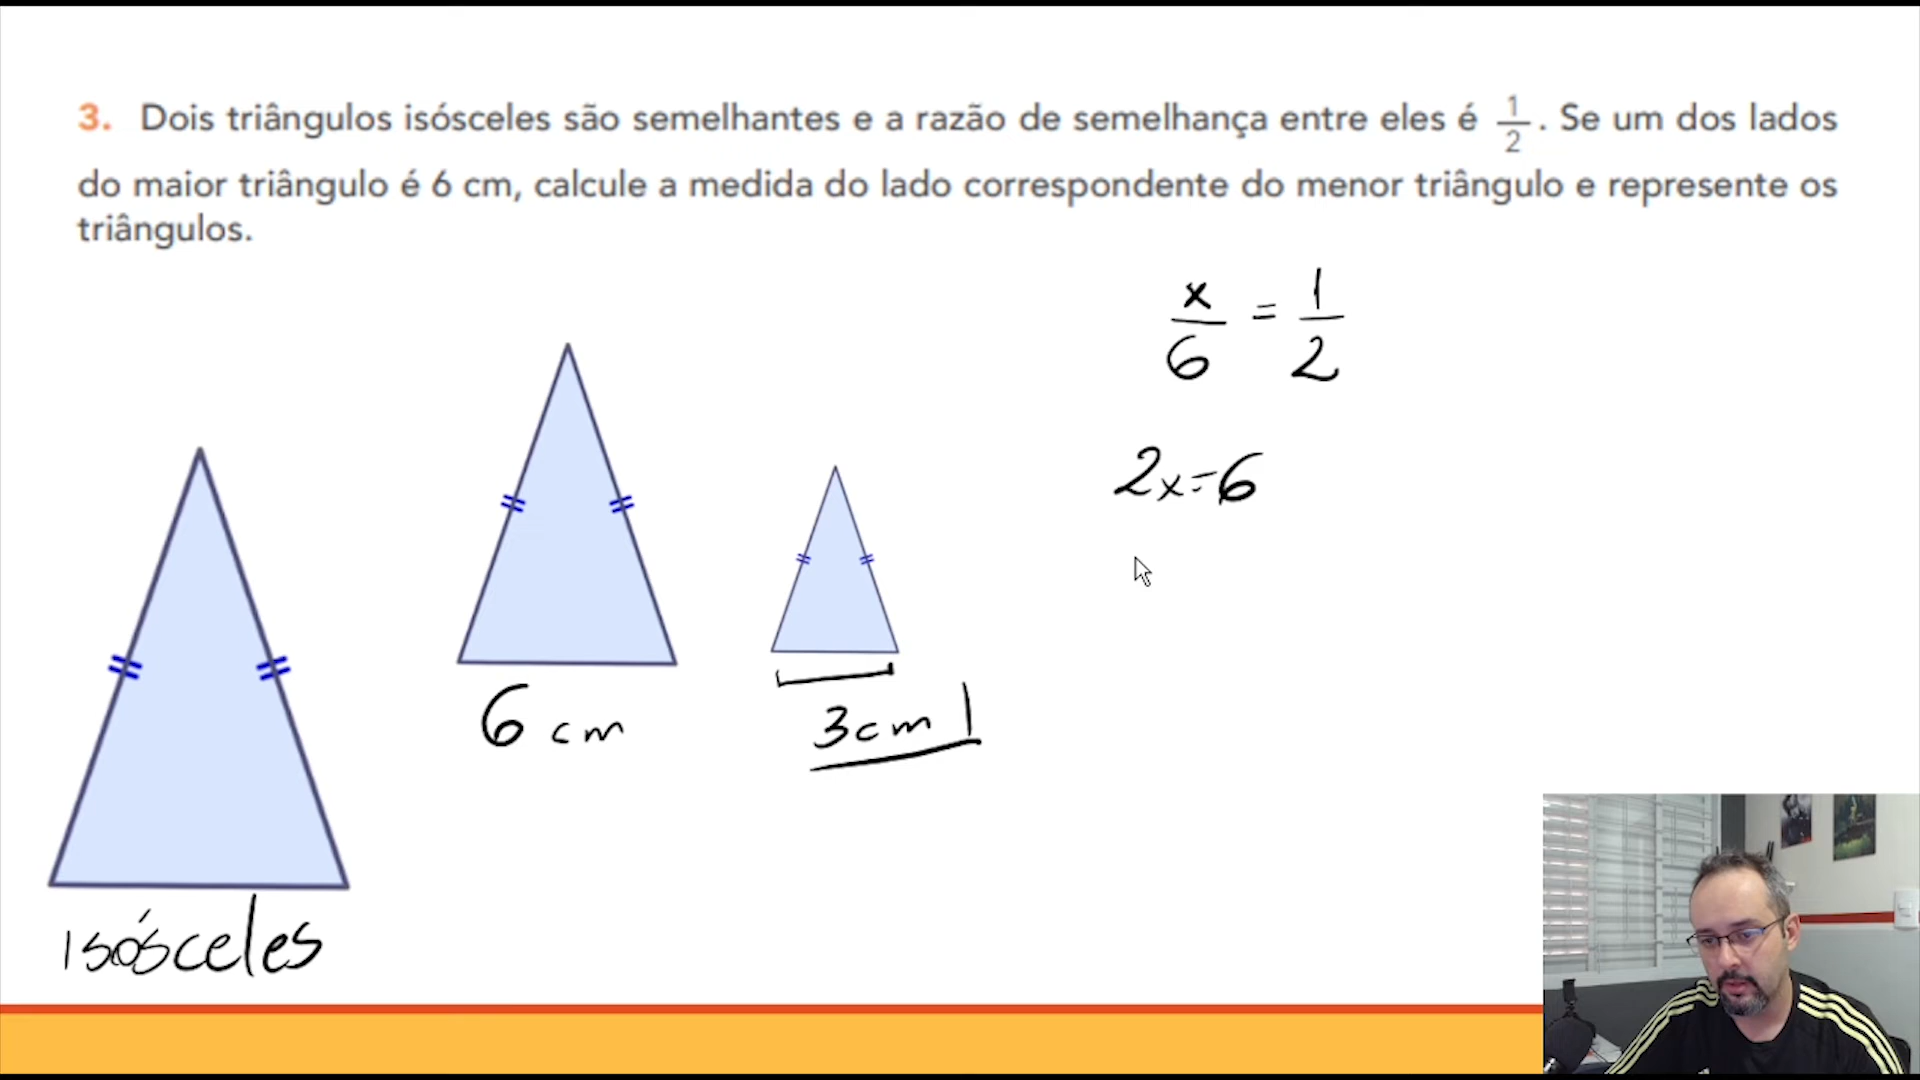 3. Dois triângulos isósceles são semelhantes e a razão de semelhança entre eles é 1/2. Se um dos lados
do maior triângulo é 6 cm, calcule a medida do lado correspondente do menor triângulo e represente os
triângulos.
x/6 = 1/2
2x=6
6 cm
3cm
isósceles